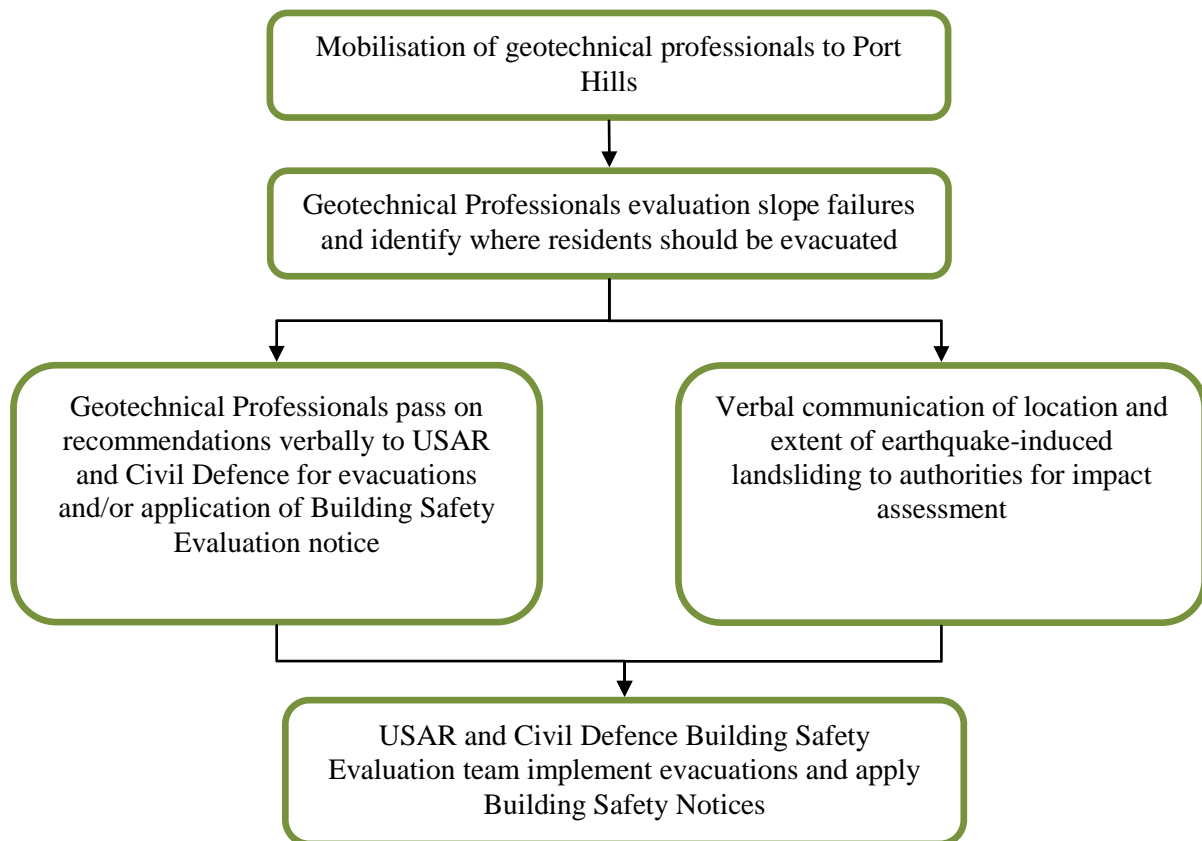 Mobilisation of geotechnical professionals to Port
Hills
Geotechnical Professionals evaluation slope failures
and identify where residents should be evacuated
Geotechnical Professionals pass on
recommendations verbally to USAR
and Civil Defence for evacuations
and/or application of Building Safety
Evaluation notice
Verbal communication of location and
extent of earthquake-induced
landsliding to authorities for impact
assessment
USAR and Civil Defence Building Safety
Evaluation team implement evacuations and apply
Building Safety Notices